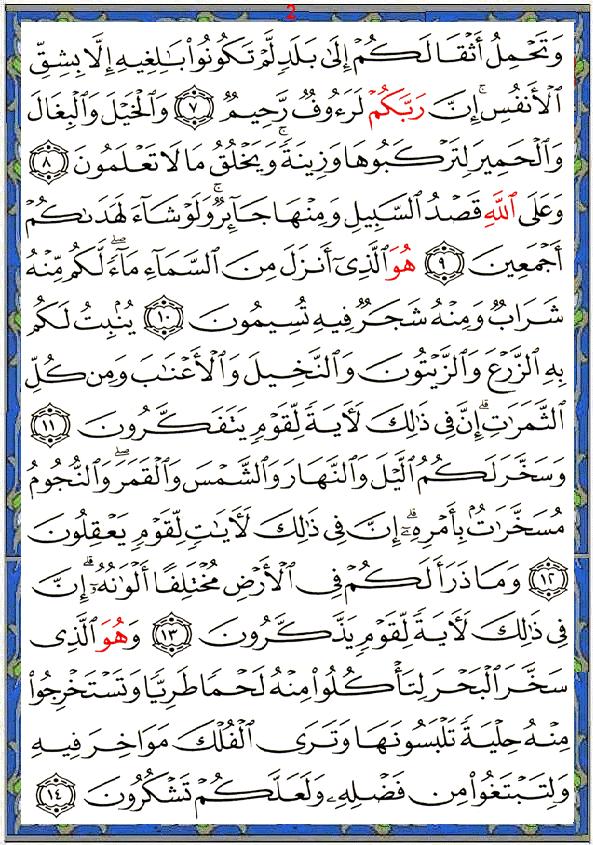 2
وَتَحْمِلُ أَثْقَالَكُمْ إِلَىٰ بَلَدٍ لَّمْ تَكُونُوا۟ بَٰلِغِيهِ إِلَّا بِشِقِّ
ٱلْأَنفُسِ ۚ إِنَّ رَبَّكُمْ لَرَءُوفٌ رَّحِيمٌ ٧ وَٱلْخَيْلَ وَٱلْبِغَالَ
وَٱلْحَمِيرَ لِتَرْكَبُوهَا وَزِينَةً ۚ وَيَخْلُقُ مَا لَا تَعْلَمُونَ ٨
وَعَلَى ٱللَّهِ قَصْدُ ٱلسَّبِيلِ وَمِنْهَا جَآئِرٌ ۚ وَلَوْ شَآءَ لَهَدَىٰكُمْ
أَجْمَعِينَ ٩ هُوَ ٱلَّذِىٓ أَنزَلَ مِنَ ٱلسَّمَآءِ مَآءً ۖ لَّكُم مِّنْهُ
شَرَابٌ وَمِنْهُ شَجَرٌ فِيهِ تُسِيمُونَ ١٠ يُنۢبِتُ لَكُم
بِهِ ٱلزَّرْعَ وَٱلزَّيْتُونَ وَٱلنَّخِيلَ وَٱلْأَعْنَٰبَ وَمِن كُلِّ
ٱلثَّمَرَٰتِ ۗ إِنَّ فِى ذَٰلِكَ لَءَايَةً لِّقَوْمٍ يَتَفَكَّرُونَ ١١
وَسَخَّرَ لَكُمُ ٱلَّيْلَ وَٱلنَّهَارَ وَٱلشَّمْسَ وَٱلْقَمَرَ ۖ وَٱلنُّجُومُ
مُسَخَّرَٰتٌۢ بِأَمْرِهِۦٓ ۗ إِنَّ فِى ذَٰلِكَ لَءَايَٰتٍ لِّقَوْمٍ يَعْقِلُونَ
١٢ وَمَا ذَرَأَ لَكُمْ فِى ٱلْأَرْضِ مُخْتَلِفًا أَلْوَٰنُهُۥٓ ۗ إِنَّ
فِى ذَٰلِكَ لَءَايَةً لِّقَوْمٍ يَذَّكَّرُونَ ١٣ وَهُوَ ٱلَّذِى
سَخَّرَ ٱلْبَحْرَ لِتَأْكُلُوا۟ مِنْهُ لَحْمًا طَرِيًّا وَتَسْتَخْرِجُوا۟
مِنْهُ حِلْيَةً تَلْبَسُونَهَا وَتَرَى ٱلْفُلْكَ مَوَاخِرَ فِيهِ
وَلِتَبْتَغُوا۟ مِن فَضْلِهِۦ وَلَعَلَّكُمْ تَشْكُرُونَ ١٤